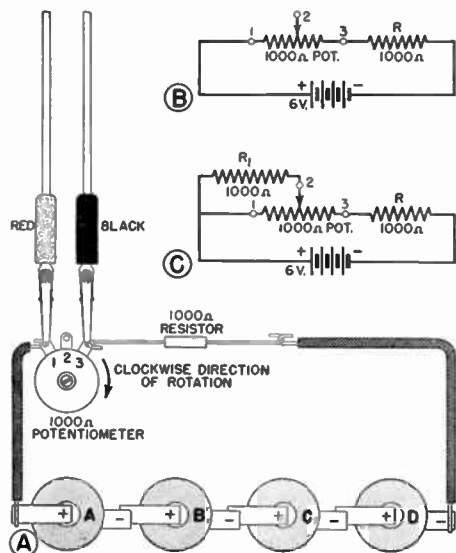 1
2
3
R
1000Ω POT.
1000Ω
B
+
6V.
−
R1
1000Ω
2
1
3
R
1000Ω POT.
1000Ω
C
+
6V.
−
RED
BLACK
1000Ω
RESISTOR
1 2 3
CLOCKWISE DIRECTION
OF ROTATION
1000Ω
POTENTIOMETER
+ A − + B − + C − + D −
A